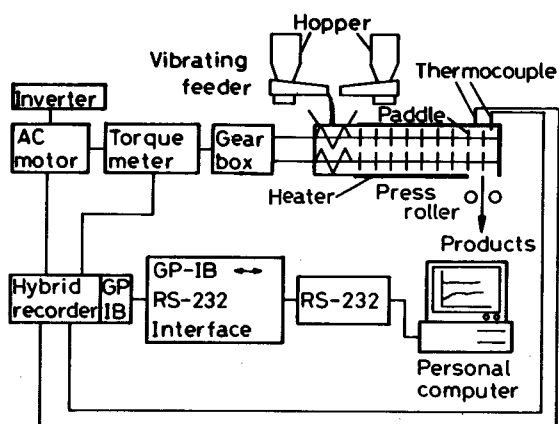 Hopper
Vibrating
feeder
Thermocouple
Inverter
Paddle
AC
motor
Torque
meter
Gear
box
Heater
Press
roller
Products
Hybrid
recorder
GP
IB
GP-IB ↔
RS-232
Interface
RS-232
Personal
computer